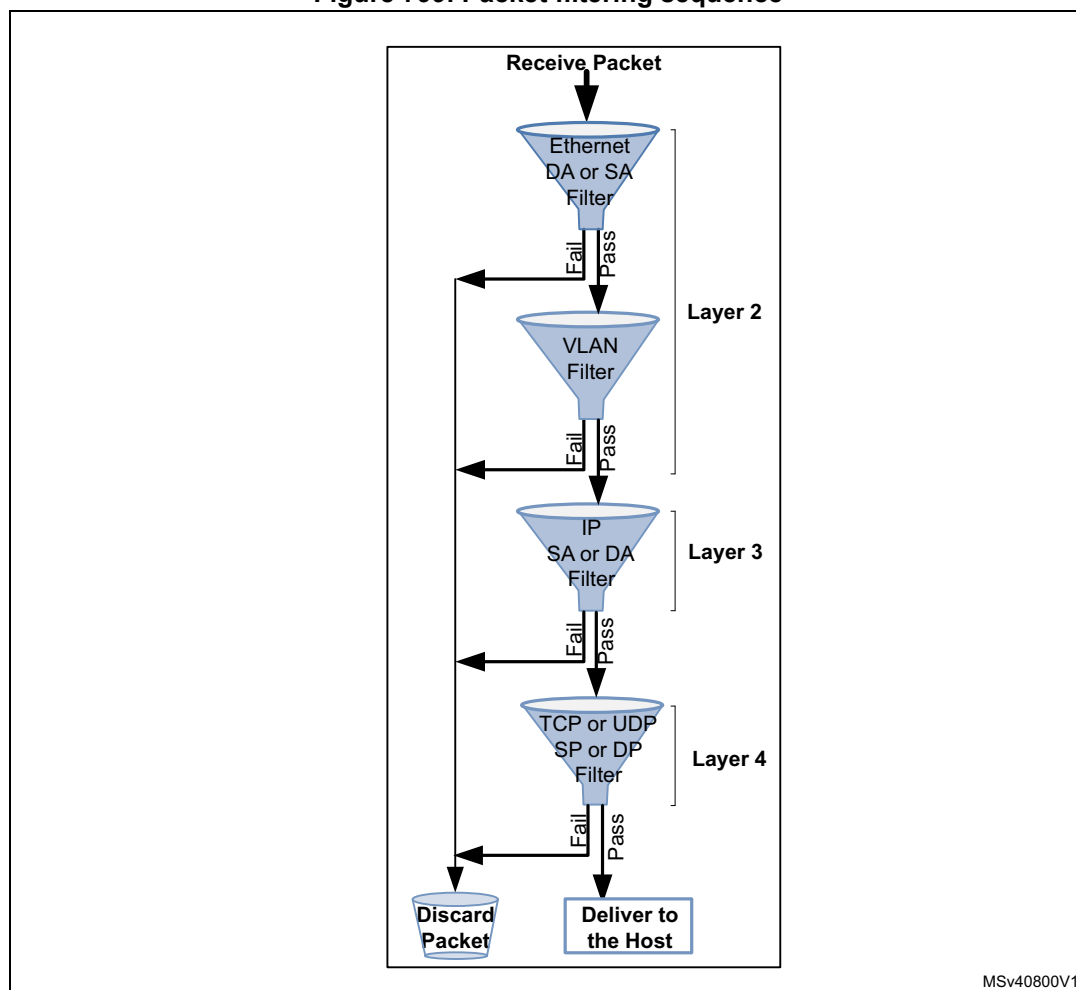 Receive Packet
Ethernet
DA or SA
Filter
Fail
Pass
Layer 2
VLAN
Filter
Fail
Pass
IP
SA or DA
Filter
Layer 3
Fail
Pass
TCP or UDP
SP or DP
Filter
Layer 4
Fail
Pass
Discard
Packet
Deliver to
the Host
MSv40800V1